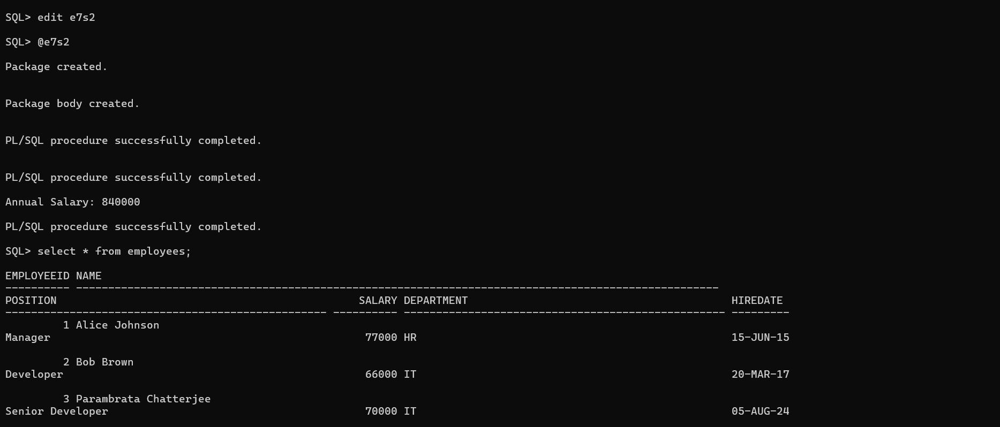 SQL> edit e7s2
SQL> @e7s2
Package created.
Package body created.
PL/SQL procedure successfully completed.
PL/SQL procedure successfully completed.
Annual Salary: 840000
PL/SQL procedure successfully completed.
SQL> select * from employees;
EMPLOYEEID NAME
---------- ----------------------------------------------------------------------------------------------------
POSITION                                               SALARY DEPARTMENT                                         HIREDATE
-------------------------------------------------- ---------- -------------------------------------------------- ---------
         1 Alice Johnson
Manager                                                 77000 HR                                                 15-JUN-15
         2 Bob Brown
Developer                                               66000 IT                                                 20-MAR-17
         3 Parambrata Chatterjee
Senior Developer                                        70000 IT                                                 05-AUG-24